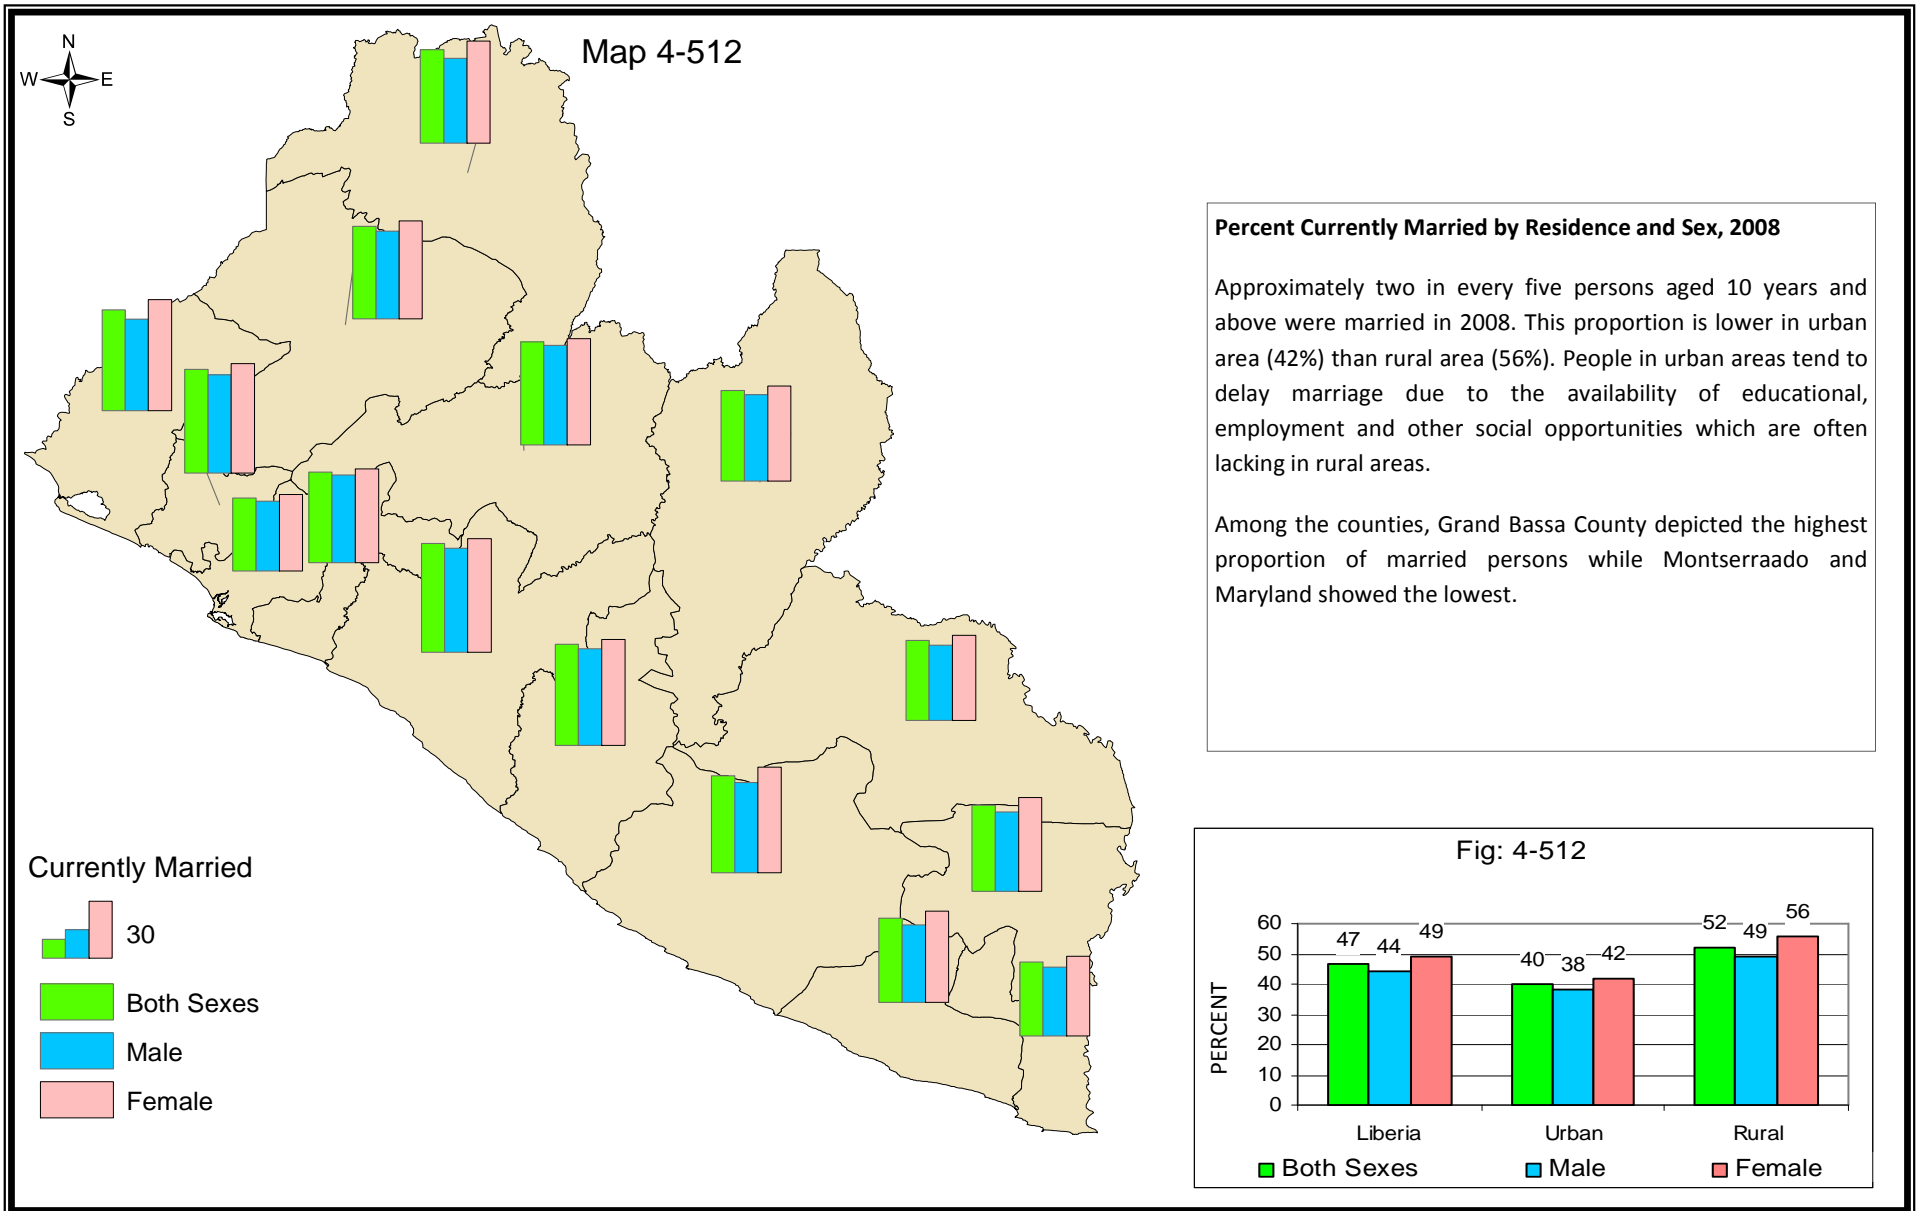 N
W E
S
Map 4-512
Percent Currently Married by Residence and Sex, 2008
Approximately two in every five persons aged 10 years and
above were married in 2008. This proportion is lower in urban
area (42%) than rural area (56%). People in urban areas tend to
delay marriage due to the availability of educational,
employment and other social opportunities which are often
lacking in rural areas.
Among the counties, Grand Bassa County depicted the highest
proportion of married persons while Montserraado and
Maryland showed the lowest.
Currently Married
30
Both Sexes
Male
Female
Fig: 4-512
PERCENT
60
50
40
30
20
10
0
47 44 49 40 38 42 52 49 56
Liberia Urban Rural
Both Sexes Male Female